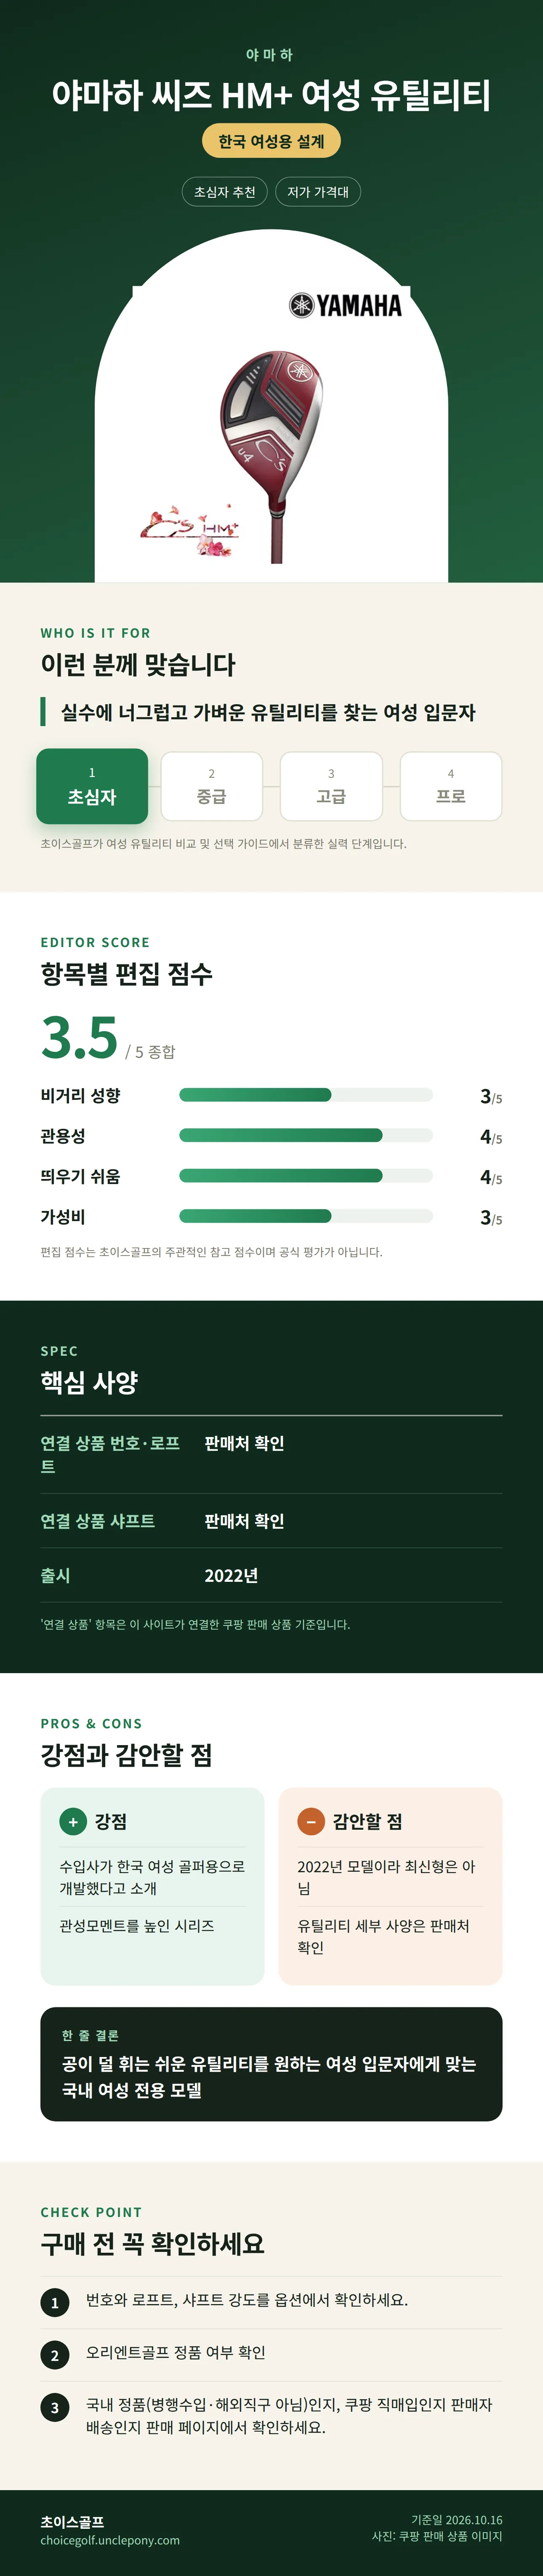 야마하
야마하 씨즈 HM+ 여성 유틸리티
한국 여성용 설계
초심자 추천
저가 가격대
YAMAHA
U4
C's
C's HM+
WHO IS IT FOR
이런 분께 맞습니다
실수에 너그럽고 가벼운 유틸리티를 찾는 여성 입문자
1
초심자
2
중급
3
고급
4
프로
초이스골프가 여성 유틸리티 비교 및 선택 가이드에서 분류한 실력 단계입니다.
EDITOR SCORE
항목별 편집 점수
3.5 / 5 종합
비거리 성향 3/5
관용성 4/5
띄우기 쉬움 4/5
가성비 3/5
편집 점수는 초이스골프의 주관적인 참고 점수이며 공식 평가가 아닙니다.
SPEC
핵심 사양
연결 상품 번호·로프 판매처 확인
트
연결 상품 샤프트 판매처 확인
출시 2022년
'연결 상품' 항목은 이 사이트가 연결한 쿠팡 판매 상품 기준입니다.
PROS & CONS
강점과 감안할 점
+ 강점
수입사가 한국 여성 골퍼용으로
개발했다고 소개
관성모멘트를 높인 시리즈
− 감안할 점
2022년 모델이라 최신형은 아
님
유틸리티 세부 사양은 판매처
확인
한 줄 결론
공이 덜 휘는 쉬운 유틸리티를 원하는 여성 입문자에게 맞는
국내 여성 전용 모델
CHECK POINT
구매 전 꼭 확인하세요
1 번호와 로프트, 샤프트 강도를 옵션에서 확인하세요.
2 오리엔트골프 정품 여부 확인
3 국내 정품(병행수입·해외직구 아님)인지, 쿠팡 직매입인지 판매자
배송인지 판매 페이지에서 확인하세요.
초이스골프
choicegolf.unclepony.com
기준일 2026.10.16
사진: 쿠팡 판매 상품 이미지